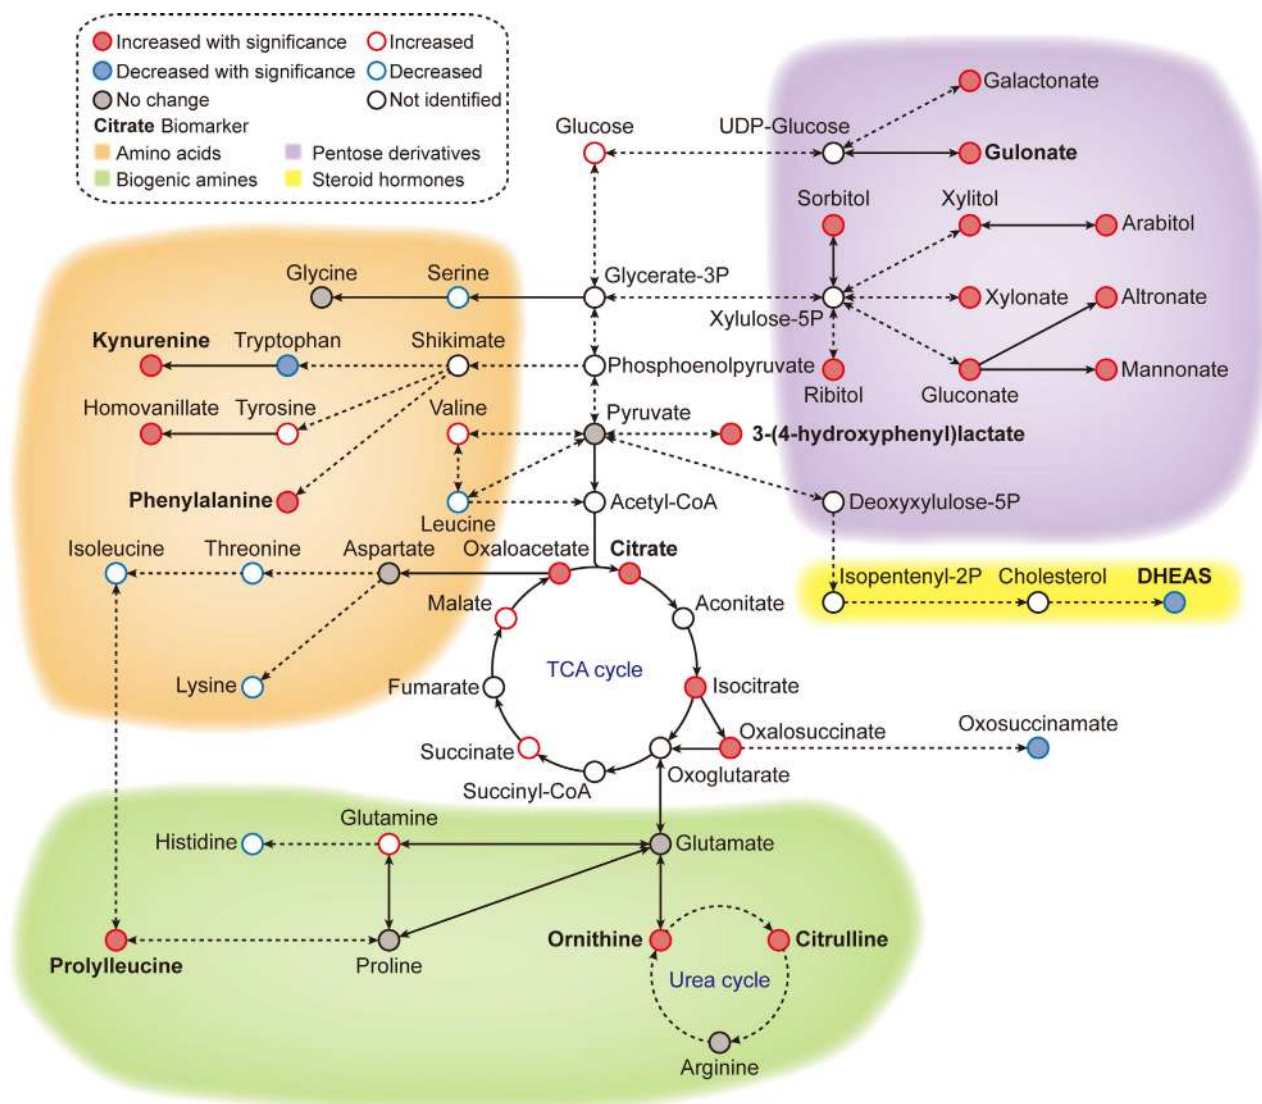 Increased with significance
Increased
Decreased with significance
Decreased
No change
Not identified
Citrate Biomarker
Amino acids
Pentose derivatives
Biogenic amines
Steroid hormones
Glucose
UDP-Glucose
Galactonate
Gulonate
Sorbitol
Xylitol
Arabitol
Glycine
Serine
Glycerate-3P
Xylulose-5P
Xylonate
Altronate
Kynurenine
Tryptophan
Shikimate
Phosphoenolpyruvate
Ribitol
Gluconate
Mannonate
Homovanillate
Tyrosine
Valine
Pyruvate
3-(4-hydroxyphenyl)lactate
Phenylalanine
Leucine
Acetyl-CoA
Deoxyxylulose-5P
Isoleucine
Threonine
Aspartate
Oxaloacetate
Citrate
Isopentenyl-2P
Cholesterol
DHEAS
Malate
Aconitate
TCA cycle
Lysine
Fumarate
Isocitrate
Succinate
Oxalosuccinate
Oxosuccinamate
Succinyl-CoA
Oxoglutarate
Histidine
Glutamine
Glutamate
Prolylleucine
Proline
Ornithine
Citrulline
Urea cycle
Arginine